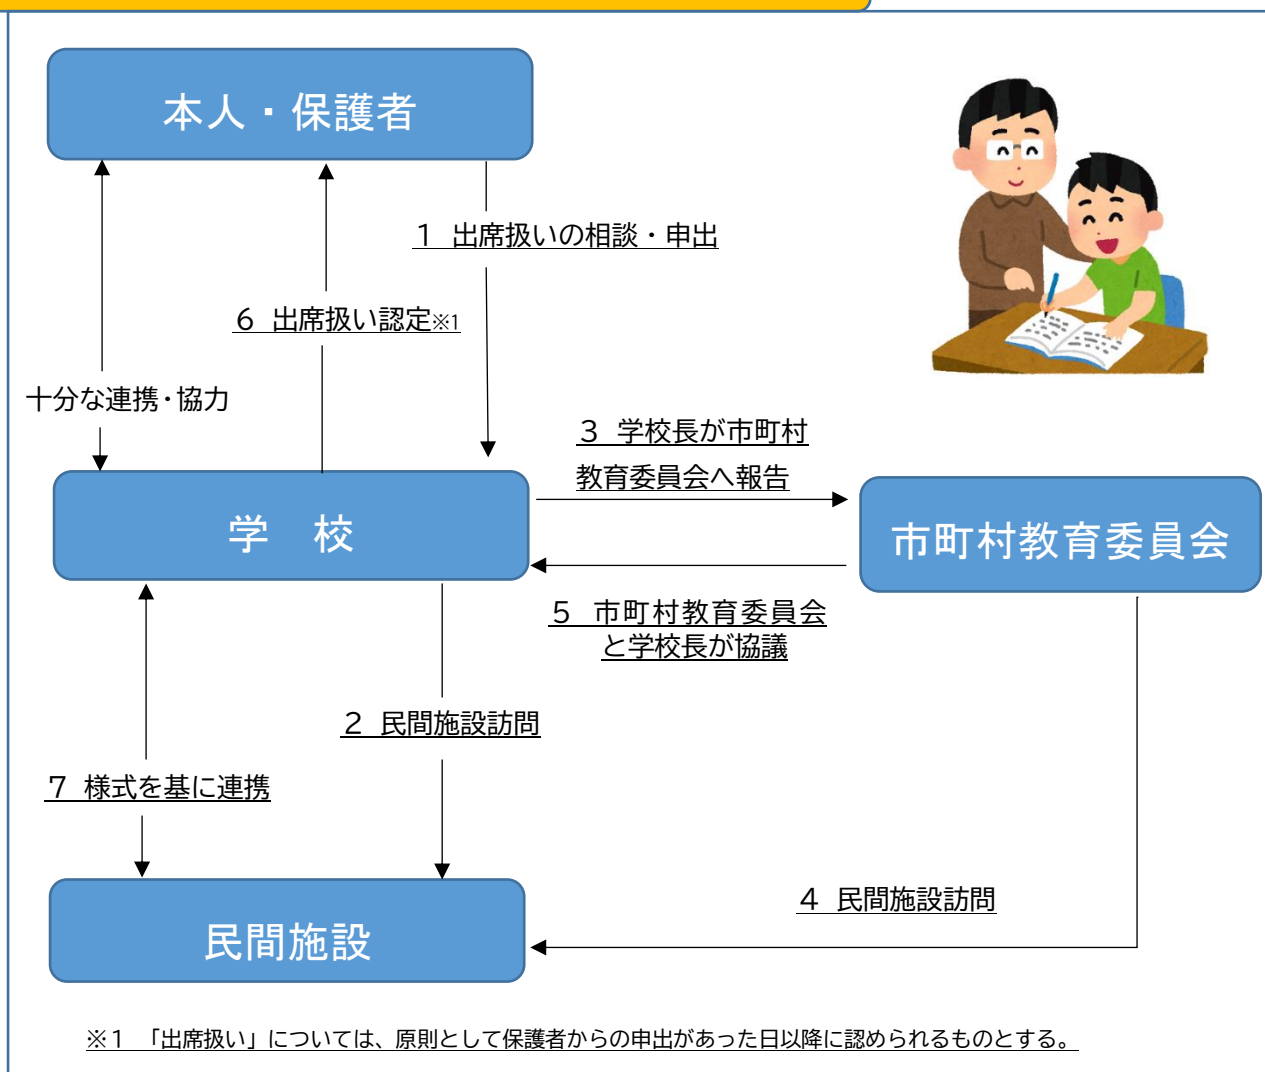 本人・保護者
1 出席扱いの相談・申出
6 出席扱い認定※1
十分な連携・協力
3 学校長が市町村
教育委員会へ報告
学 校
市町村教育委員会
5 市町村教育委員会
と学校長が協議
2 民間施設訪問
7 様式を基に連携
4 民間施設訪問
民間施設
※1 「出席扱い」については、原則として保護者からの申出があった日以降に認められるものとする。